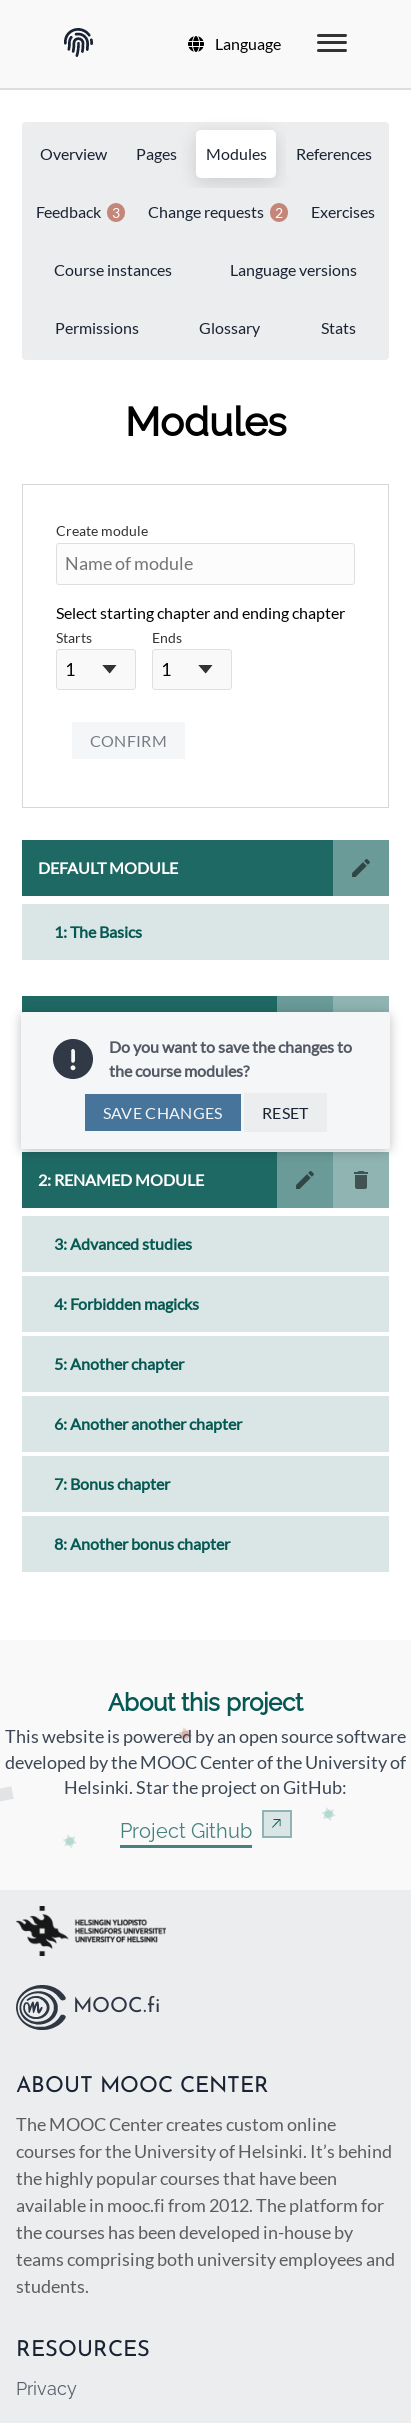 Language
Overview Pages Modules References
Feedback 3 Change requests 2 Exercises
Course instances Language versions
Permissions Glossary Stats
Modules
Create module
Name of module
Select starting chapter and ending chapter
Starts Ends
1 1
CONFIRM
DEFAULT MODULE
1: The Basics
Do you want to save the changes to
the course modules?
SAVE CHANGES RESET
2: RENAMED MODULE
3: Advanced studies
4: Forbidden magicks
5: Another chapter
6: Another another chapter
7: Bonus chapter
8: Another bonus chapter
About this project
This website is powered by an open source software
developed by the MOOC Center of the University of
Helsinki. Star the project on GitHub:
Project Github
HELSINGIN YLIOPISTO
HELSINGFORS UNIVERSITET
UNIVERSITY OF HELSINKI
MOOC.fi
ABOUT MOOC CENTER
The MOOC Center creates custom online
courses for the University of Helsinki. It’s behind
the highly popular courses that have been
available in mooc.fi from 2012. The platform for
the courses has been developed in-house by
teams comprising both university employees and
students.
RESOURCES
Privacy